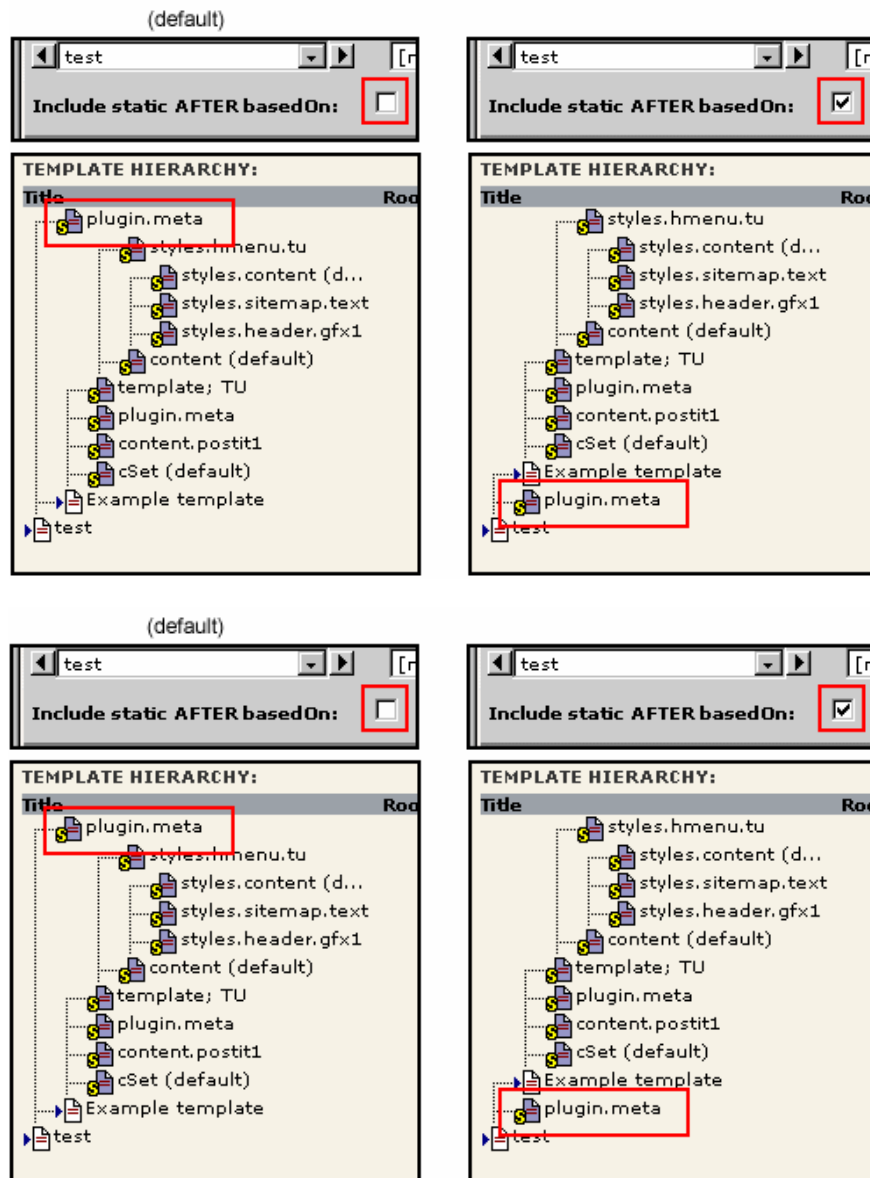 (default)
test
[r
Include static AFTER basedOn:
TEMPLATE HIERARCHY:
Title Roo
plugin.meta
styles.hmenu.tu
styles.content (d...
styles.sitemap.text
styles.header.gfx1
content (default)
template; TU
plugin.meta
content.postit1
cSet (default)
Example template
test
test
[r
Include static AFTER basedOn:
TEMPLATE HIERARCHY:
Title Roo
styles.hmenu.tu
styles.content (d...
styles.sitemap.text
styles.header.gfx1
content (default)
template; TU
plugin.meta
content.postit1
cSet (default)
Example template
plugin.meta
test
(default)
test
[r
Include static AFTER basedOn:
TEMPLATE HIERARCHY:
Title Roo
plugin.meta
styles.hmenu.tu
styles.content (d...
styles.sitemap.text
styles.header.gfx1
content (default)
template; TU
plugin.meta
content.postit1
cSet (default)
Example template
test
test
[r
Include static AFTER basedOn:
TEMPLATE HIERARCHY:
Title Roo
styles.hmenu.tu
styles.content (d...
styles.sitemap.text
styles.header.gfx1
content (default)
template; TU
plugin.meta
content.postit1
cSet (default)
Example template
plugin.meta
test